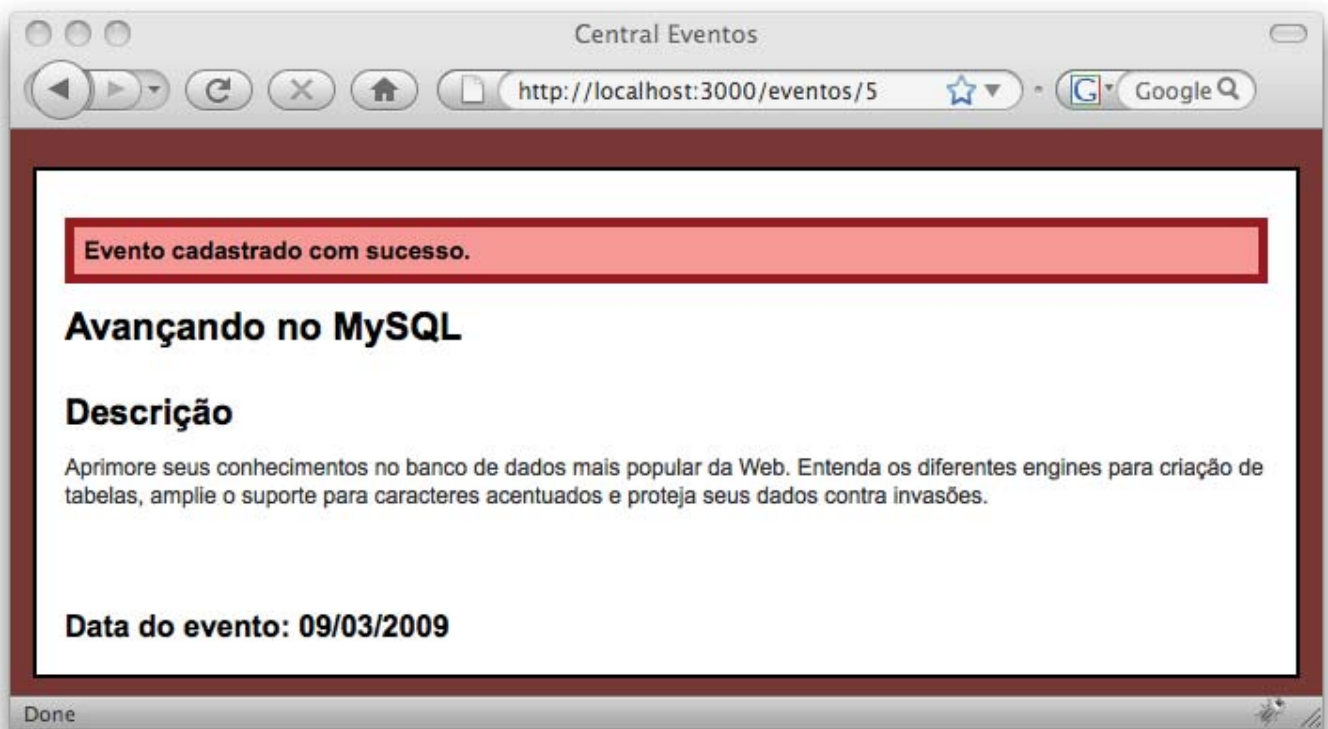 Central Eventos
http://localhost:3000/eventos/5
Google
Evento cadastrado com sucesso.
Avançando no MySQL
Descrição
Aprimore seus conhecimentos no banco de dados mais popular da Web. Entenda os diferentes engines para criação de
tabelas, amplie o suporte para caracteres acentuados e proteja seus dados contra invasões.
Data do evento: 09/03/2009
Done